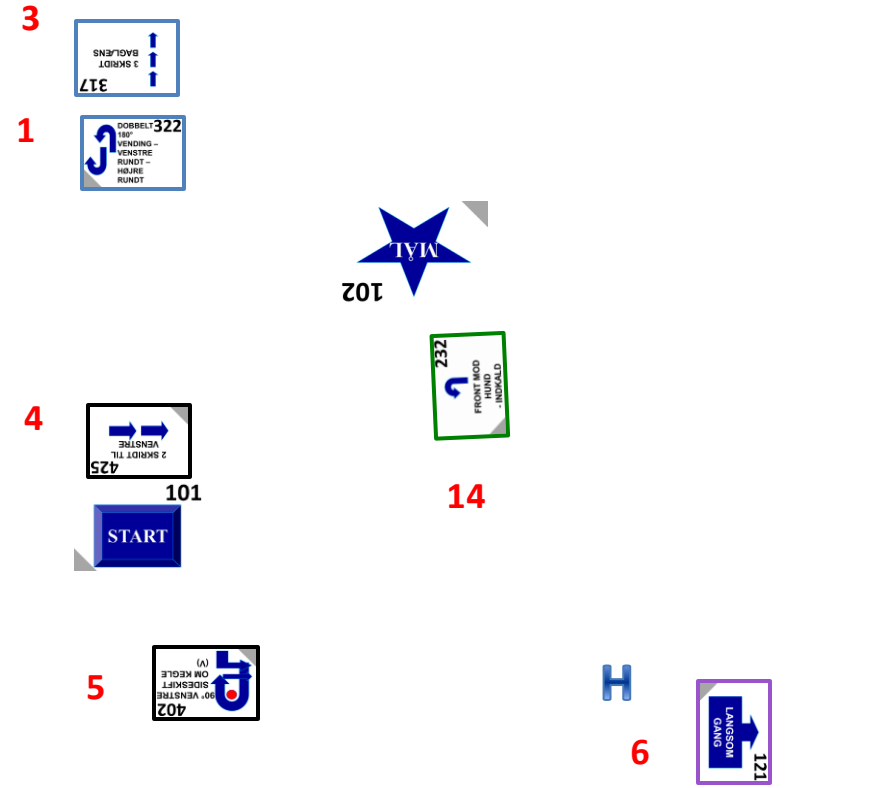 3
3 SKRIDT
BAGLÆNS
317
1
322
DOBBELT
180°
VENDING –
VENSTRE
RUNDT –
HØJRE
RUNDT
MÅL
102
232
FRONT MOD
HUND
- INDKALD
4
2 SKRIDT TIL
VENSTRE
425
101
START
14
5
90° VENSTRE
SIDESKIFT
OM KEGLE
(V)
402
H
6
LANGSOM
GANG
121